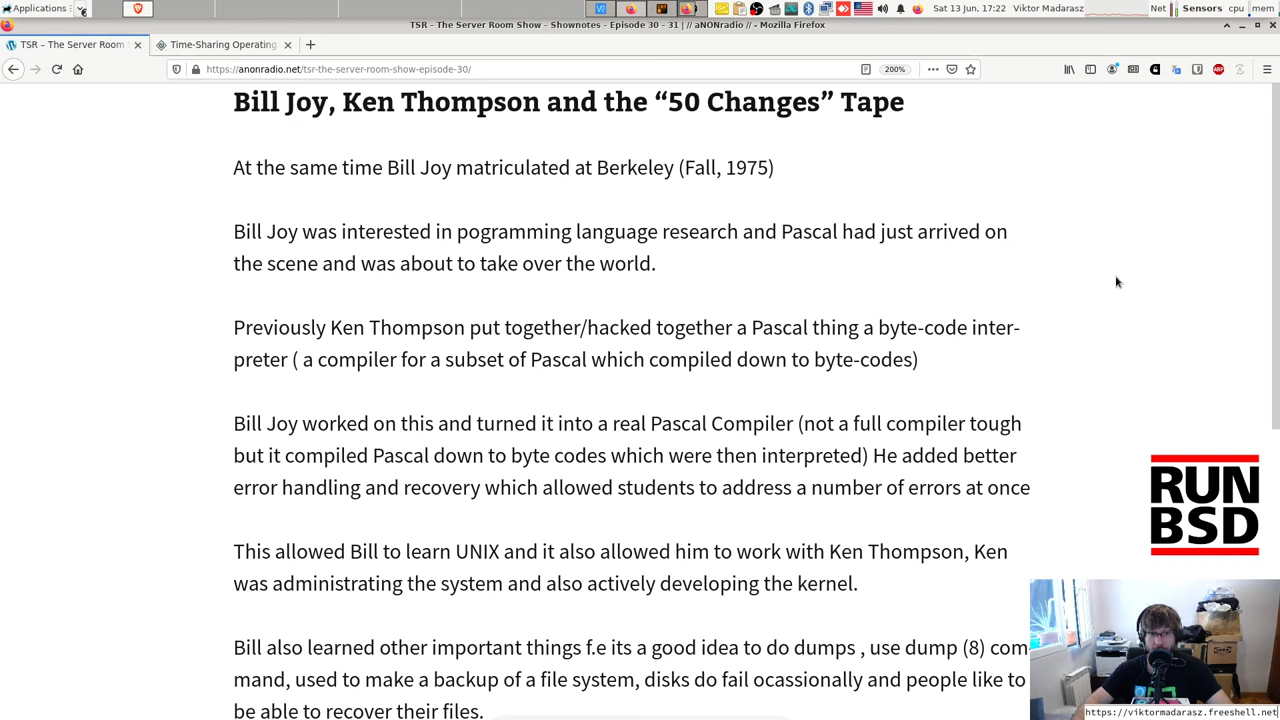 Applications
Sat 13 Jun, 17:22 Viktor Madarasz
Net
Sensors cpu
mem
TSR – The Server Room Show – Shownotes – Episode 30 – 31 | // aNONradio // - Mozilla Firefox
TSR – The Server Room
Time-Sharing Operating
https://anonradio.net/tsr-the-server-room-show-episode-30/
200%
ABP
Bill Joy, Ken Thompson and the “50 Changes” Tape
At the same time Bill Joy matriculated at Berkeley (Fall, 1975)
Bill Joy was interested in pogramming language research and Pascal had just arrived on
the scene and was about to take over the world.
Previously Ken Thompson put together/hacked together a Pascal thing a byte-code inter-
preter ( a compiler for a subset of Pascal which compiled down to byte-codes)
Bill Joy worked on this and turned it into a real Pascal Compiler (not a full compiler tough
but it compiled Pascal down to byte codes which were then interpreted) He added better
error handling and recovery which allowed students to address a number of errors at once
This allowed Bill to learn UNIX and it also allowed him to work with Ken Thompson, Ken
was administrating the system and also actively developing the kernel.
Bill also learned other important things f.e its a good idea to do dumps , use dump (8) com
mand, used to make a backup of a file system, disks do fail ocassionally and people like to
be able to recover their files.
RUN
BSD
https://viktormadarasz.freeshell.net